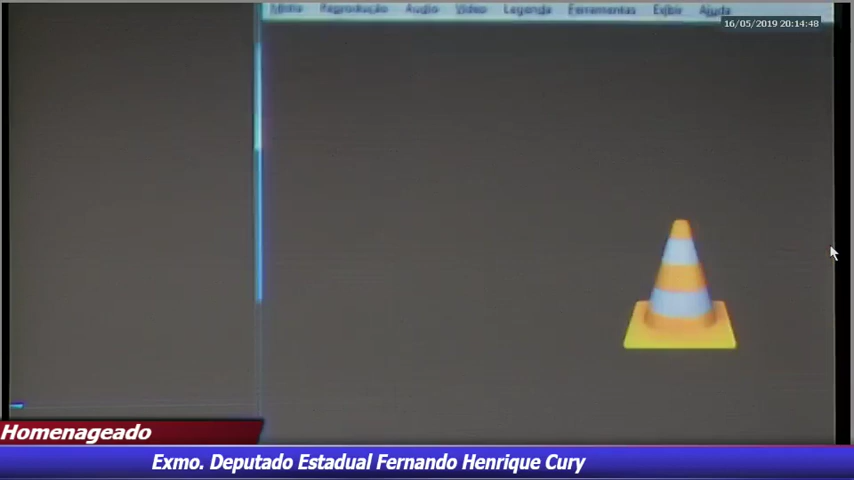 Mídia Reprodução Áudio Vídeo Legenda Ferramentas Exibir Ajuda
16/05/2019 20:14:48
Homenageado
Exmo. Deputado Estadual Fernando Henrique Cury